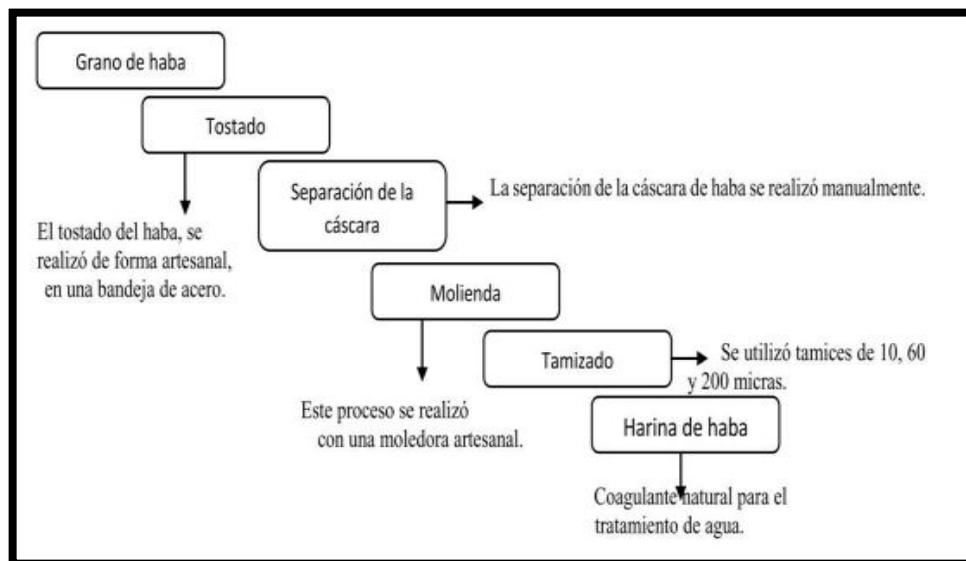 Grano de haba
Tostado
Separación de la
cáscara
La separación de la cáscara de haba se realizó manualmente.
El tostado del haba, se
realizó de forma artesanal,
en una bandeja de acero.
Molienda
Tamizado
Se utilizó tamices de 10, 60
y 200 micras.
Este proceso se realizó
con una moledora artesanal.
Harina de haba
Coagulante natural para el
tratamiento de agua.